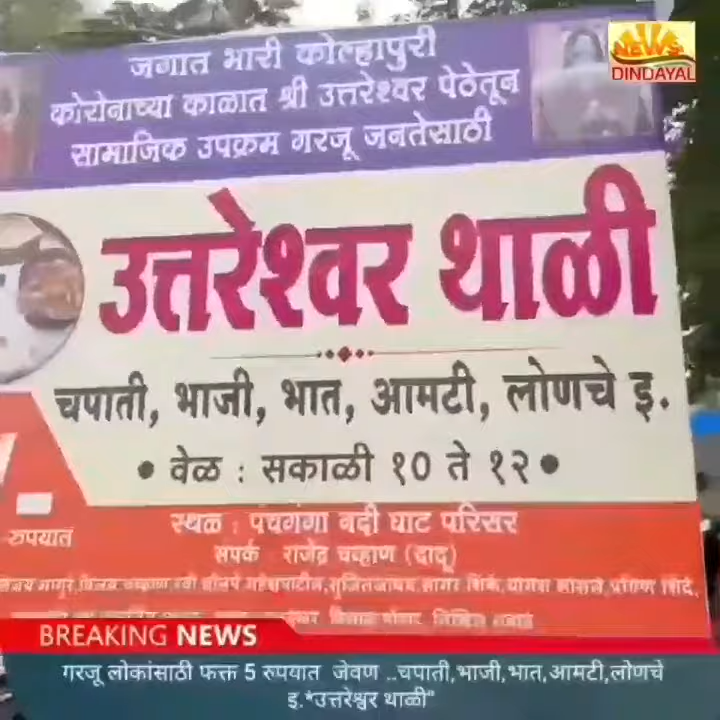 NEWS
DINDAYAL
जगात भारी कोल्हापुरी
कोरोनाच्या काळात श्री उत्तरेश्वर पेठेतून
सामाजिक उपक्रम गरजू जनतेसाठी
उत्तरेश्वर थाळी
चपाती, भाजी, भात, आमटी, लोणचे इ.
• वेळ : सकाळी १० ते १२ •
रुपयात
स्थळ : पंचगंगा नदी घाट परिसर
संपर्क राजेंद्र चव्हाण (दादू)
BREAKING NEWS
गरजू लोकांसाठी फक्त 5 रुपयात जेवण ..चपाती,भाजी,भात,आमटी,लोणचे
इ.*उत्तरेश्वर थाळी"